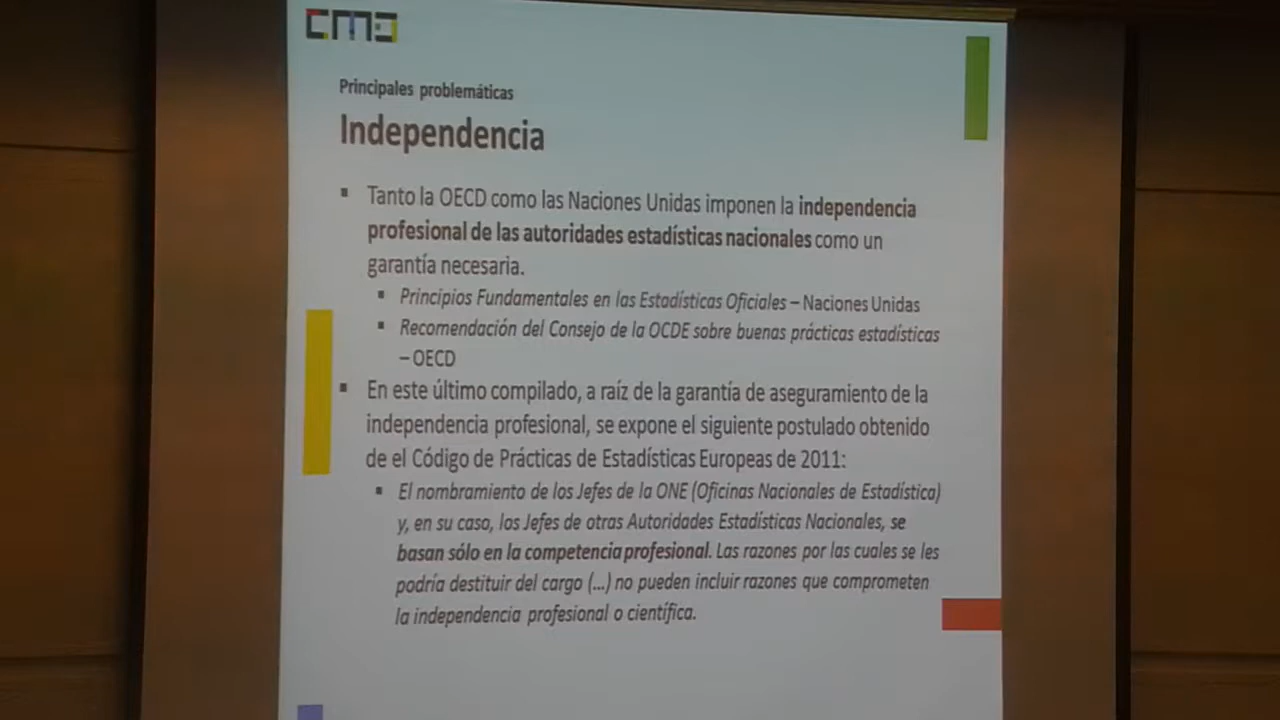 cmd
Principales problemáticas
Independencia
▪ Tanto la OECD como las Naciones Unidas imponen la independencia
profesional de las autoridades estadísticas nacionales como un
garantía necesaria.
▪ Principios Fundamentales en las Estadísticas Oficiales – Naciones Unidas
▪ Recomendación del Consejo de la OCDE sobre buenas prácticas estadísticas
– OECD
▪ En este último compilado, a raíz de la garantía de aseguramiento de la
independencia profesional, se expone el siguiente postulado obtenido
de el Código de Prácticas de Estadísticas Europeas de 2011:
▪ El nombramiento de los Jefes de la ONE (Oficinas Nacionales de Estadística)
y, en su caso, los Jefes de otras Autoridades Estadísticas Nacionales, se
basan sólo en la competencia profesional. Las razones por las cuales se les
podría destituir del cargo (...) no pueden incluir razones que comprometen
la independencia profesional o científica.